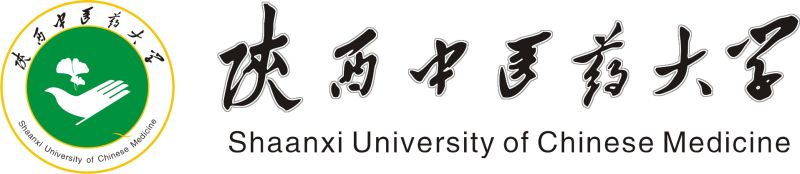 陕西中医药大学
Shaanxi University of Chinese Medicine
陕西中医药大学
Shaanxi University of Chinese Medicine